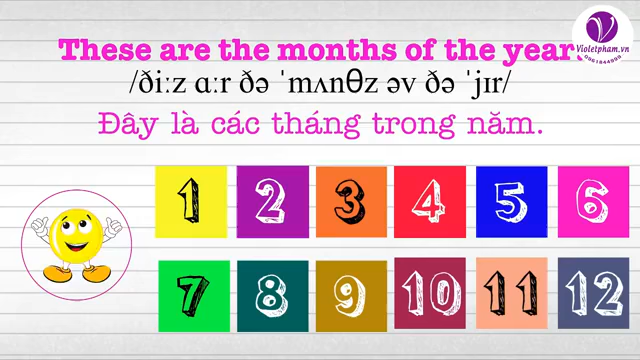 These are the months of the year.
/ðiːz ɑːr ðə ˈmʌnθz əv ðə ˈjɪr/
Đây là các tháng trong năm.
1 2 3 4 5 6
7 8 9 10 11 12
Violetpham.vn
0961844505